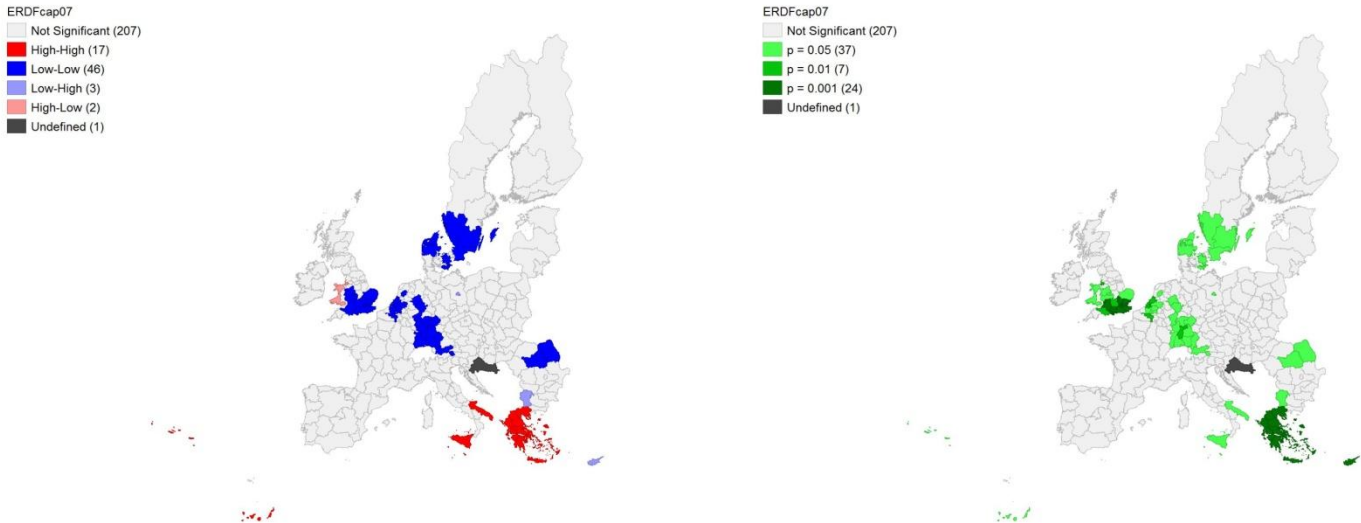 ERDFcap07
Not Significant (207)
High-High (17)
Low-Low (46)
Low-High (3)
High-Low (2)
Undefined (1)
ERDFcap07
Not Significant (207)
p = 0.05 (37)
p = 0.01 (7)
p = 0.001 (24)
Undefined (1)